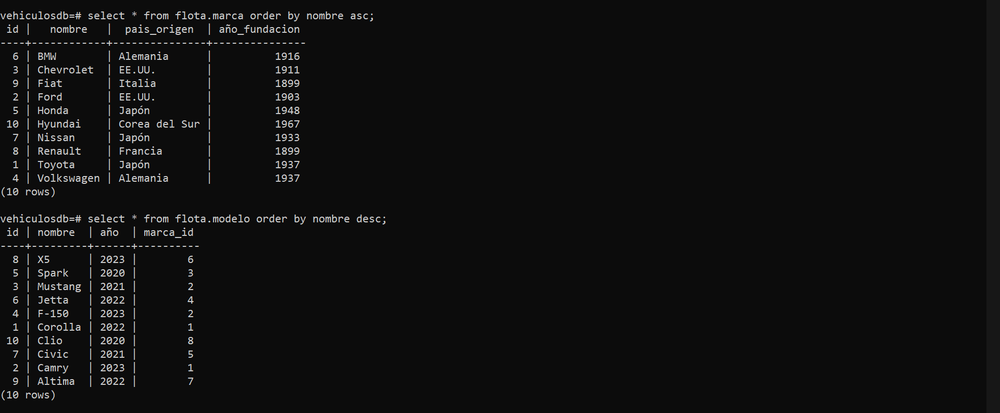 vehiculosdb=# select * from flota.marca order by nombre asc;
 id |   nombre   |  pais_origen  | año_fundacion
----+------------+---------------+---------------
  6 | BMW        | Alemania      |          1916
  3 | Chevrolet  | EE.UU.        |          1911
  9 | Fiat       | Italia        |          1899
  2 | Ford       | EE.UU.        |          1903
  5 | Honda      | Japón         |          1948
 10 | Hyundai    | Corea del Sur |          1967
  7 | Nissan     | Japón         |          1933
  8 | Renault    | Francia       |          1899
  1 | Toyota     | Japón         |          1937
  4 | Volkswagen | Alemania      |          1937
(10 rows)

vehiculosdb=# select * from flota.modelo order by nombre desc;
 id | nombre  | año  | marca_id
----+---------+------+----------
  8 | X5      | 2023 |        6
  5 | Spark   | 2020 |        3
  3 | Mustang | 2021 |        2
  6 | Jetta   | 2022 |        4
  4 | F-150   | 2023 |        2
  1 | Corolla | 2022 |        1
 10 | Clio    | 2020 |        8
  7 | Civic   | 2021 |        5
  2 | Camry   | 2023 |        1
  9 | Altima  | 2022 |        7
(10 rows)